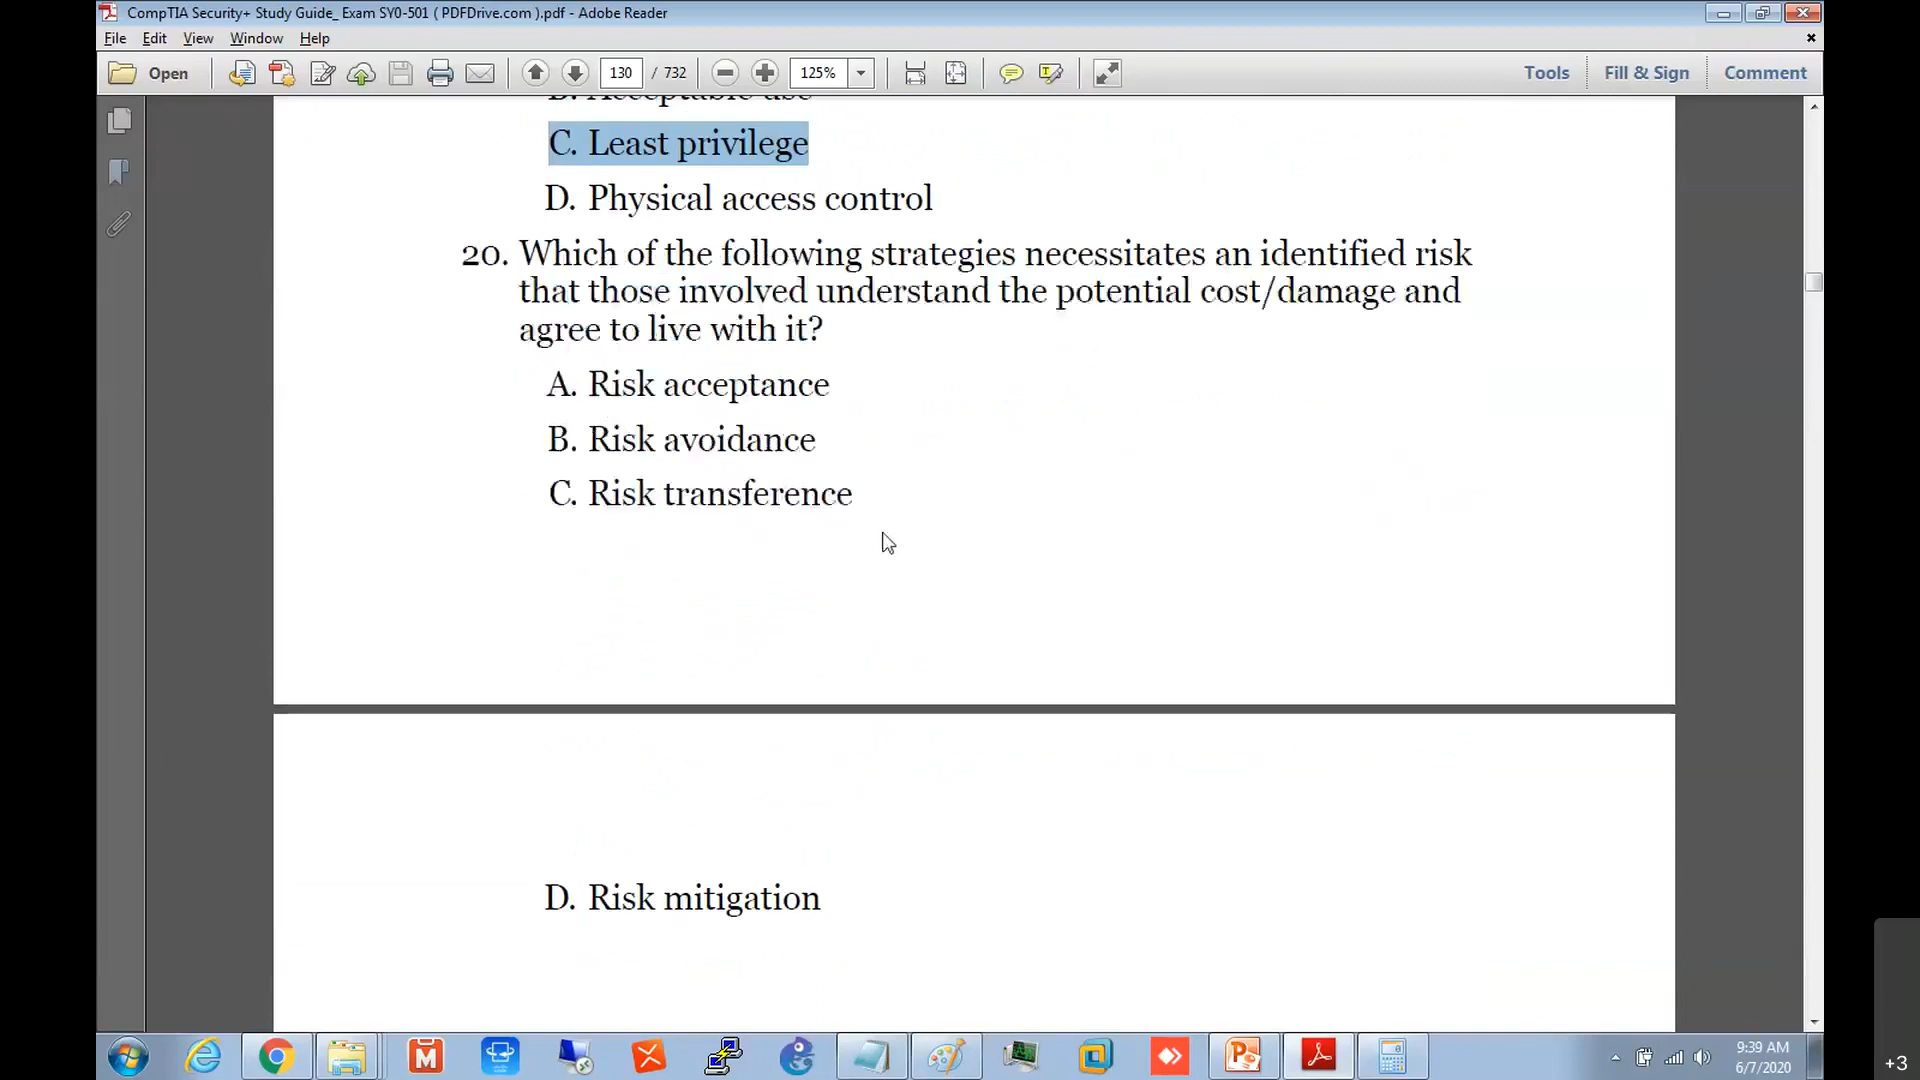 CompTIA Security+ Study Guide_ Exam SY0-501 ( PDFDrive.com ).pdf - Adobe Reader
File Edit View Window Help
Open 130 / 732 125% Tools Fill & Sign Comment
B. Acceptable use
C. Least privilege
D. Physical access control
20. Which of the following strategies necessitates an identified risk
that those involved understand the potential cost/damage and
agree to live with it?
A. Risk acceptance
B. Risk avoidance
C. Risk transference
D. Risk mitigation
9:39 AM
6/7/2020
+3